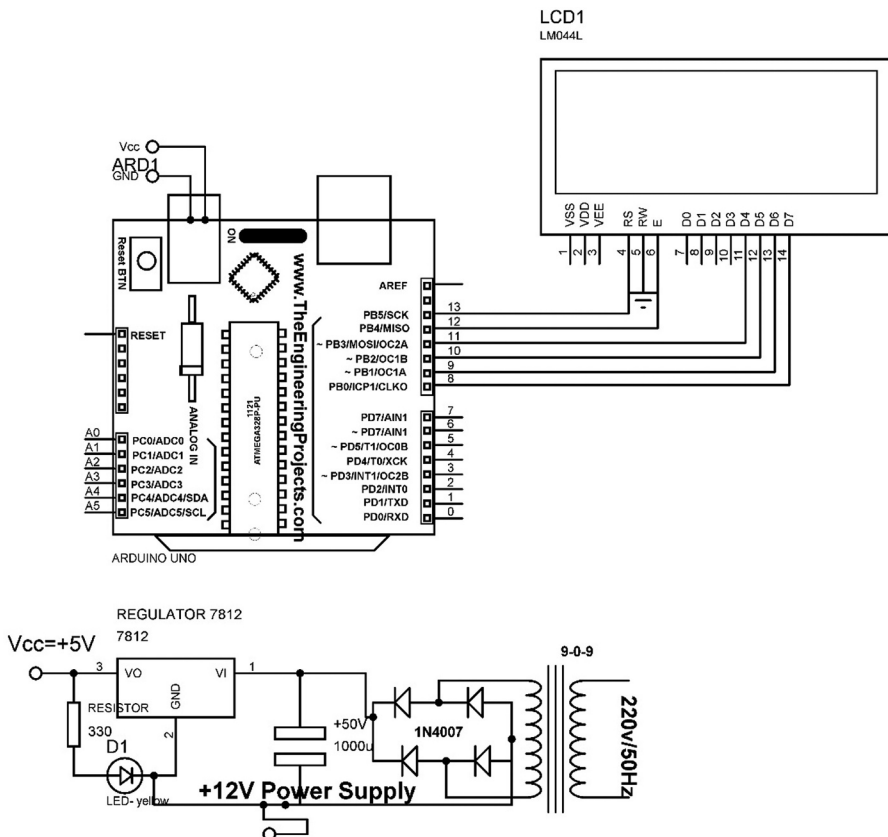 LCD1
LM044L
VSS
VDD
VEE
RS
RW
E
D0
D1
D2
D3
D4
D5
D6
D7
1
2
3
4
5
6
7
8
9
10
11
12
13
14
Vcc
ARD1
GND
Reset BTN
ON
www.TheEngineeringProjects.com
AREF
RESET
PB5/SCK 13
PB4/MISO 12
~ PB3/MOSI/OC2A 11
~ PB2/OC1B 10
~ PB1/OC1A 9
PB0/ICP1/CLKO 8
ANALOG IN
1121
ATMEGA328P-PU
A0 PC0/ADC0
A1 PC1/ADC1
A2 PC2/ADC2
A3 PC3/ADC3
A4 PC4/ADC4/SDA
A5 PC5/ADC5/SCL
PD7/AIN1 7
~ PD7/AIN1 6
~ PD5/T1/OC0B 5
PD4/T0/XCK 4
~ PD3/INT1/OC2B 3
PD2/INT0 2
PD1/TXD 1
PD0/RXD 0
ARDUINO UNO
REGULATOR 7812
7812
Vcc=+5V
3 VO
VI 1
GND
2
RESISTOR
330
D1
LED- yellow
+50V
1000u
1N4007
9-0-9
220v/50Hz
+12V Power Supply